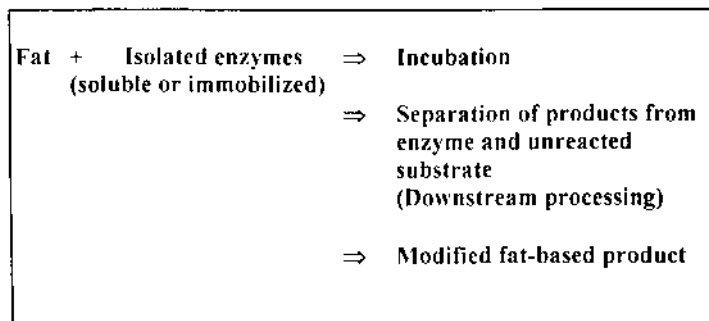 Fat + Isolated enzymes ⇒ Incubation
(soluble or immobilized)
⇒ Separation of products from
enzyme and unreacted
substrate
(Downstream processing)
⇒ Modified fat-based product